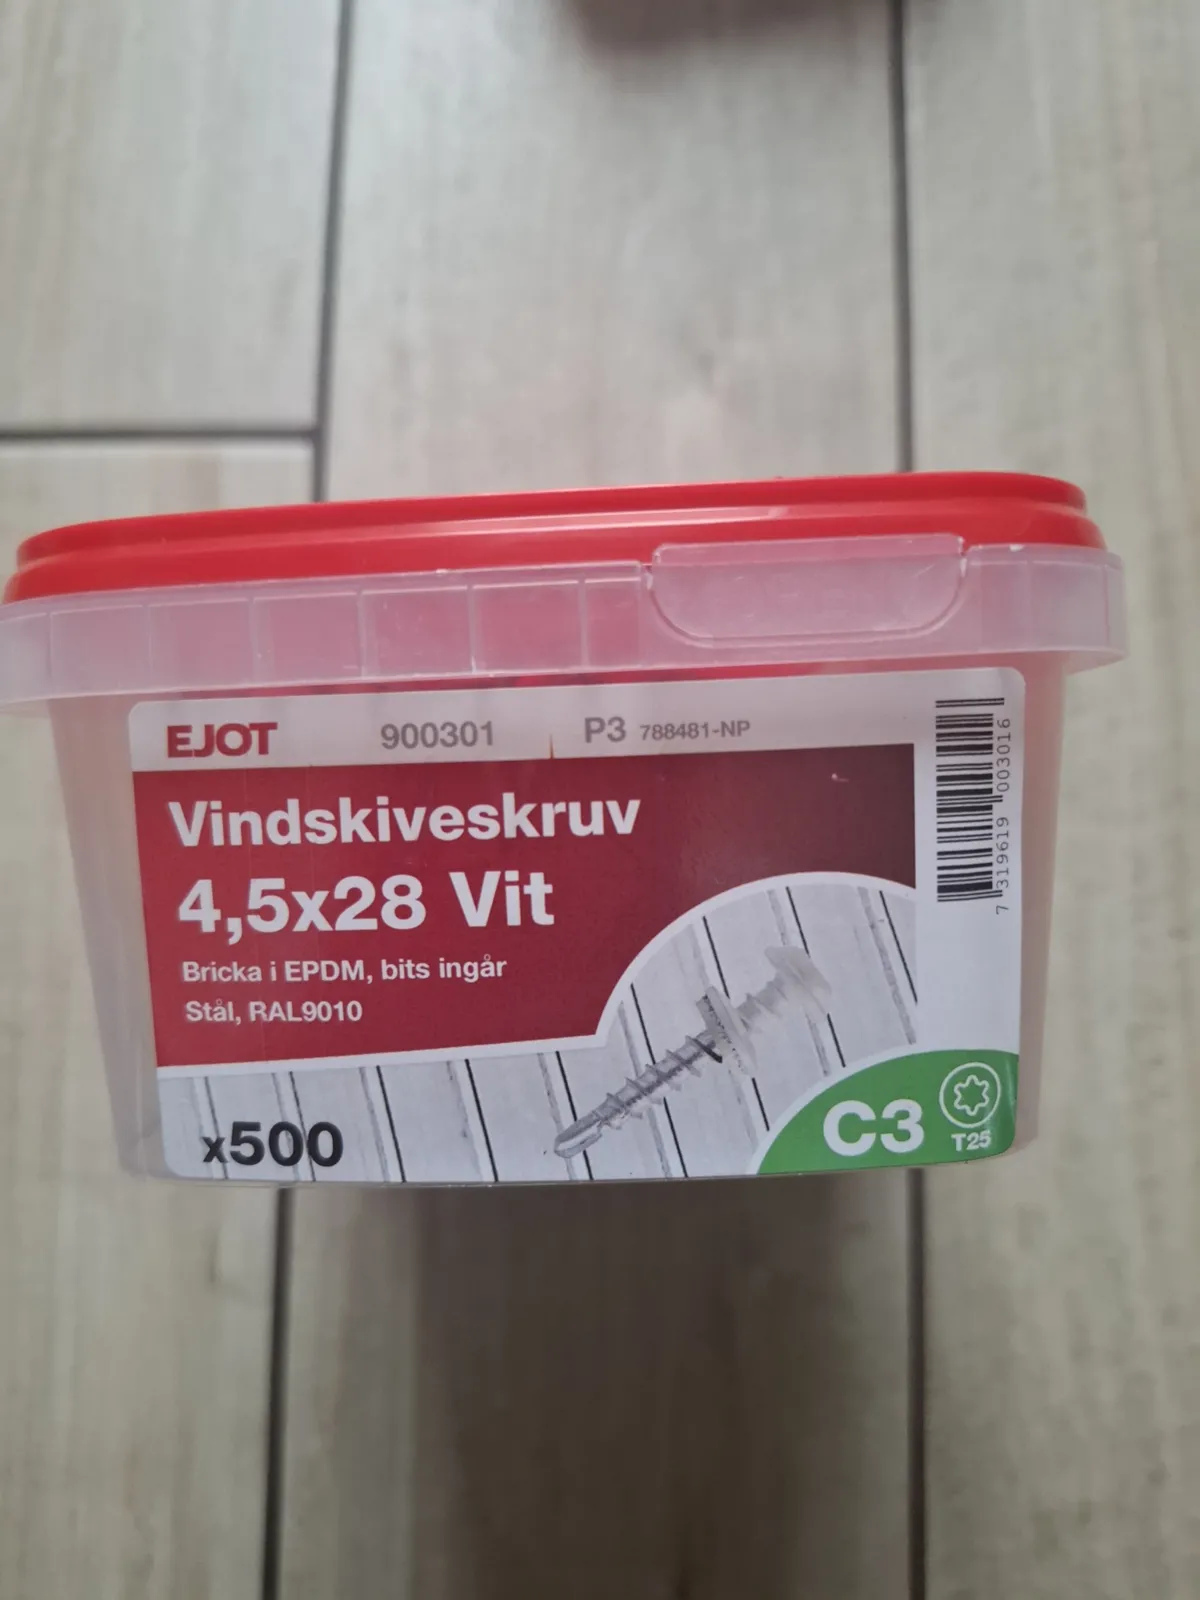 EJOT 900301 P3 788481-NP
Vindskiveskruv
4,5x28 Vit
Bricka i EPDM, bits ingår
Stål, RAL9010
x500
C3
T25
7 319619 003016